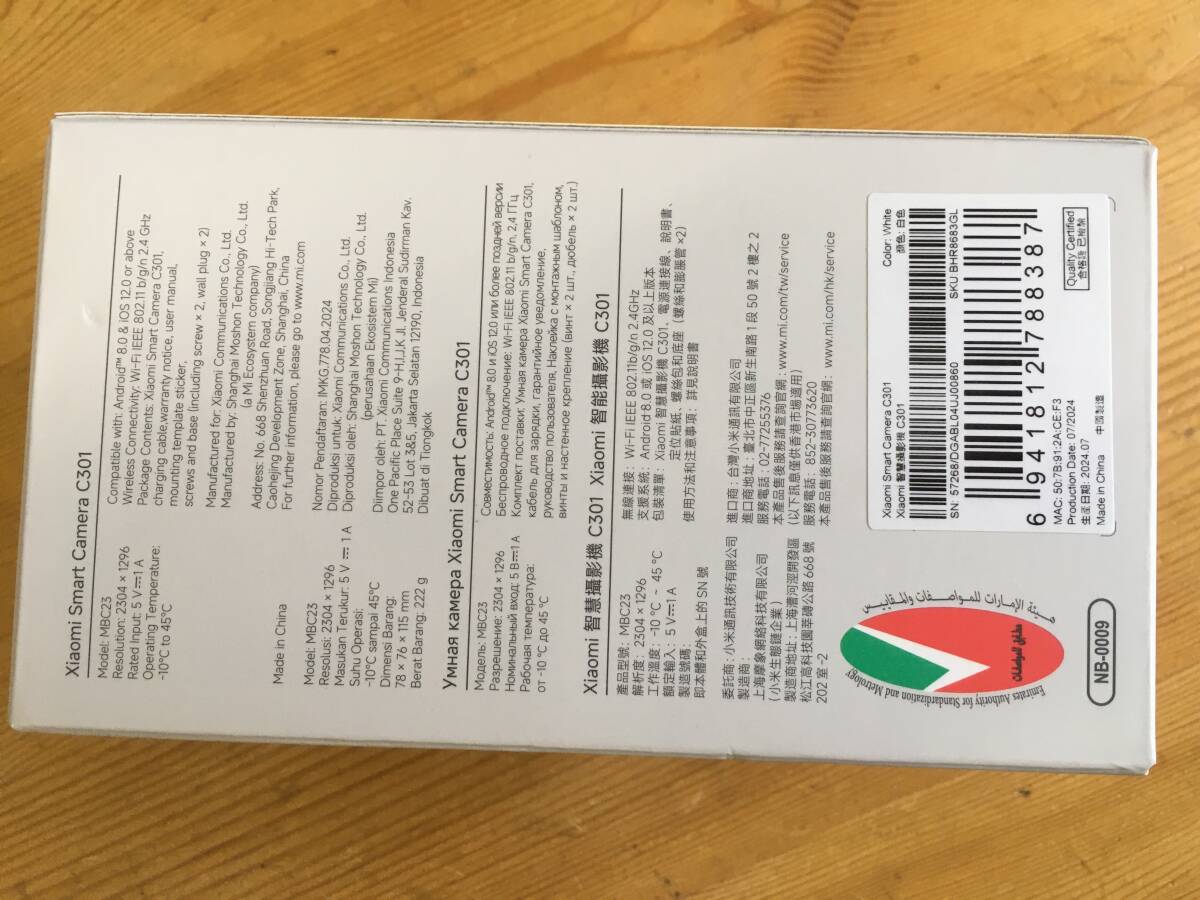 Xiaomi Smart Camera C301
Model: MBC23
Resolution: 2304 × 1296
Rated Input: 5 V⎓1 A
Operating Temperature:
-10°C to 45°C
Made in China
Compatible with: Android™ 8.0 & iOS 12.0 or above
Wireless Connectivity: Wi-Fi IEEE 802.11 b/g/n 2.4 GHz
Package Contents: Xiaomi Smart Camera C301,
charging cable,warranty notice, user manual,
mounting template sticker,
screws and base (including screw × 2, wall plug × 2)
Manufactured for: Xiaomi Communications Co., Ltd.
Manufactured by: Shanghai Moshon Technology Co., Ltd.
(a Mi Ecosystem company)
Address: No. 668 Shenzhuan Road, Songjiang Hi-Tech Park,
Caohejing Development Zone, Shanghai, China
For further information, please go to www.mi.com
Model: MBC23
Resolusi: 2304 × 1296
Masukan Terukur: 5 V ⎓ 1 A
Suhu Operasi:
-10°C sampai 45°C
Dimensi Barang:
78 × 76 × 115 mm
Berat Barang: 222 g
Nomor Pendaftaran: IMKG.778.04.2024
Diproduksi untuk: Xiaomi Communications Co., Ltd.
Diproduksi oleh: Shanghai Moshon Technology Co., Ltd.
(perusahaan Ekosistem Mi)
Diimpor oleh: PT. Xiaomi Communications Indonesia
One Pacific Place Suite 9-H,I,J,K Jl. Jenderal Sudirman Kav.
52-53 Lot 3&5, Jakarta Selatan 12190, Indonesia
Dibuat di Tiongkok
Умная камера Xiaomi Smart Camera C301
Модель: MBC23
Разрешение: 2304 × 1296
Номинальный вход: 5 В⎓1 А
Рабочая температура:
от -10 °C до 45 °C
Совместимость: Android™ 8.0 и iOS 12.0 или более поздней версии
Беспроводное подключение: Wi-Fi IEEE 802.11 b/g/n, 2,4 ГГц
Комплект поставки: Умная камера Xiaomi Smart Camera C301,
кабель для зарядки, гарантийное уведомление,
руководство пользователя, Наклейка с монтажным шаблоном,
винты и настенное крепление (винт × 2 шт., дюбель × 2 шт.)
Xiaomi 智慧攝影機 C301 Xiaomi 智能攝影機 C301
產品型號: MBC23
解析度: 2304 × 1296
工作溫度: -10 °C ~ 45 °C
額定輸入: 5 V⎓1 A
製造號碼:
即本體和外盒上的 SN 號
無線連接: Wi-Fi IEEE 802.11b/g/n 2.4GHz
支援系統: Android 8.0 或 iOS 12.0 及以上版本
包裝清單: Xiaomi 智慧攝影機 C301、電源連接線、說明書、
定位貼紙、螺絲包和底座（螺絲和膨脹管 ×2）
使用方法和注意事項: 詳見說明書
委託商: 小米通訊技術有限公司
製造商:
上海摩象網絡科技有限公司
(小米生態鏈企業)
製造商地址: 上海漕河涇開發區
松江高科技園莘磚公路 668 號
202 室 -2
進口商: 台灣小米通訊有限公司
進口商地址: 臺北市中正區新生南路 1 段 50 號 2 樓之 2
服務電話: 02-77255376
本產品售後服務請查詢官網: www.mi.com/tw/service
(以下訊息僅供香港市場適用)
服務電話: 852-30773620
本產品售後服務請查詢官網: www.mi.com/hk/service
هيئة الإمارات للمواصفات والمقاييس
Emirates Authority for Standardization and Metrology
NB-0009
Xiaomi Smart Camera C301
Color: White
Xiaomi 智慧攝影機 C301
顏色: 白色
SN: 57268/DGABL04UJ00860
SKU:BHR8683GL
6 941812 788387
MAC: 50:7B:91:2A:CE:F3
Production Date: 07/2024
生產日期: 2024.07
Made in China
中國製造
Quality Certified
合格證 已檢驗